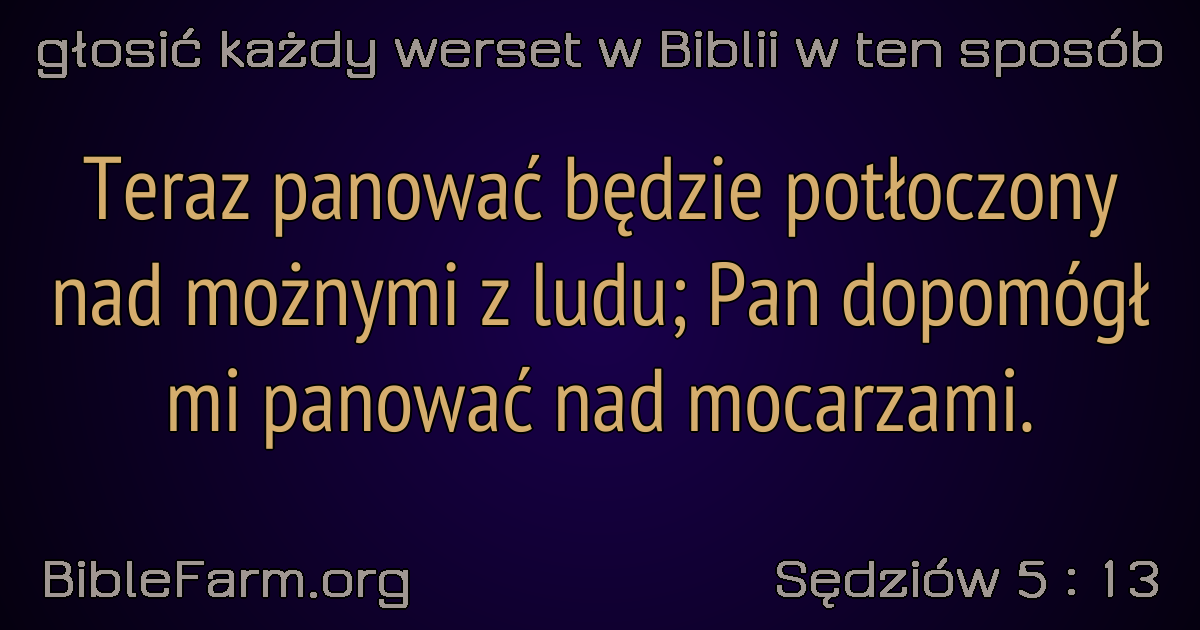 głosić każdy werset w Biblii w ten sposób
Teraz panować będzie potłoczony
nad możnymi z ludu; Pan dopomógł
mi panować nad mocarzami.
BibleFarm.org
Sędziów 5 : 13